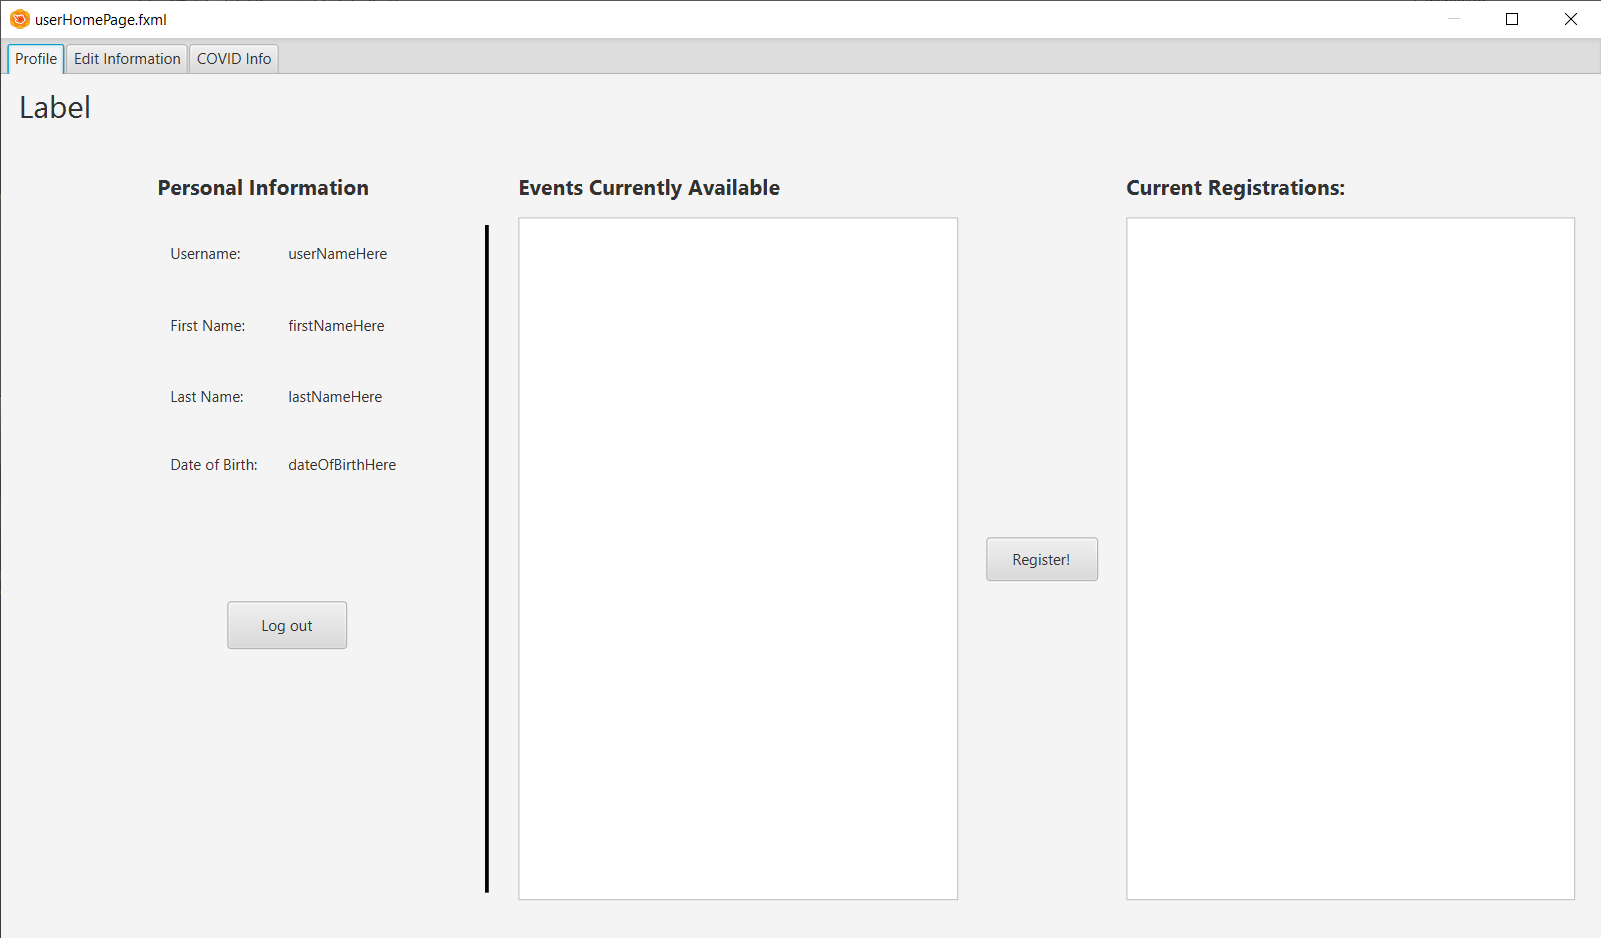 userHomePage.fxml
Profile Edit Information COVID Info
Label
Personal Information
Username: userNameHere
First Name: firstNameHere
Last Name: lastNameHere
Date of Birth: dateOfBirthHere
Log out
Events Currently Available
Register!
Current Registrations: